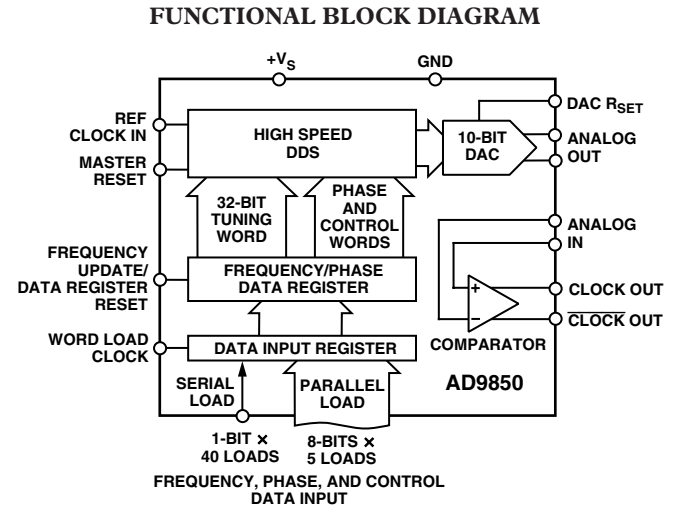 FUNCTIONAL BLOCK DIAGRAM
+VS
GND
REF
CLOCK IN
MASTER
RESET
FREQUENCY
UPDATE/
DATA REGISTER
RESET
WORD LOAD
CLOCK
HIGH SPEED
DDS
32-BIT
TUNING
WORD
PHASE
AND
CONTROL
WORDS
FREQUENCY/PHASE
DATA REGISTER
DATA INPUT REGISTER
SERIAL
LOAD
PARALLEL
LOAD
10-BIT
DAC
DAC RSET
ANALOG
OUT
ANALOG
IN
+
–
CLOCK OUT
CLOCK OUT
COMPARATOR
AD9850
1-BIT ×
40 LOADS
8-BITS ×
5 LOADS
FREQUENCY, PHASE, AND CONTROL
DATA INPUT